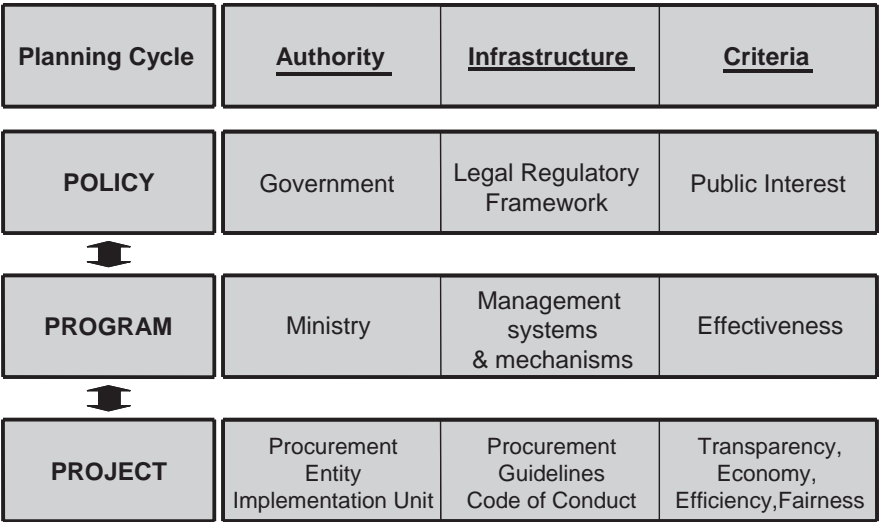 Planning Cycle
Authority
Infrastructure
Criteria
POLICY
Government
Legal Regulatory
Framework
Public Interest
PROGRAM
Ministry
Management
systems
& mechanisms
Effectiveness
PROJECT
Procurement
Entity
Implementation Unit
Procurement
Guidelines
Code of Conduct
Transparency,
Economy,
Efficiency,Fairness